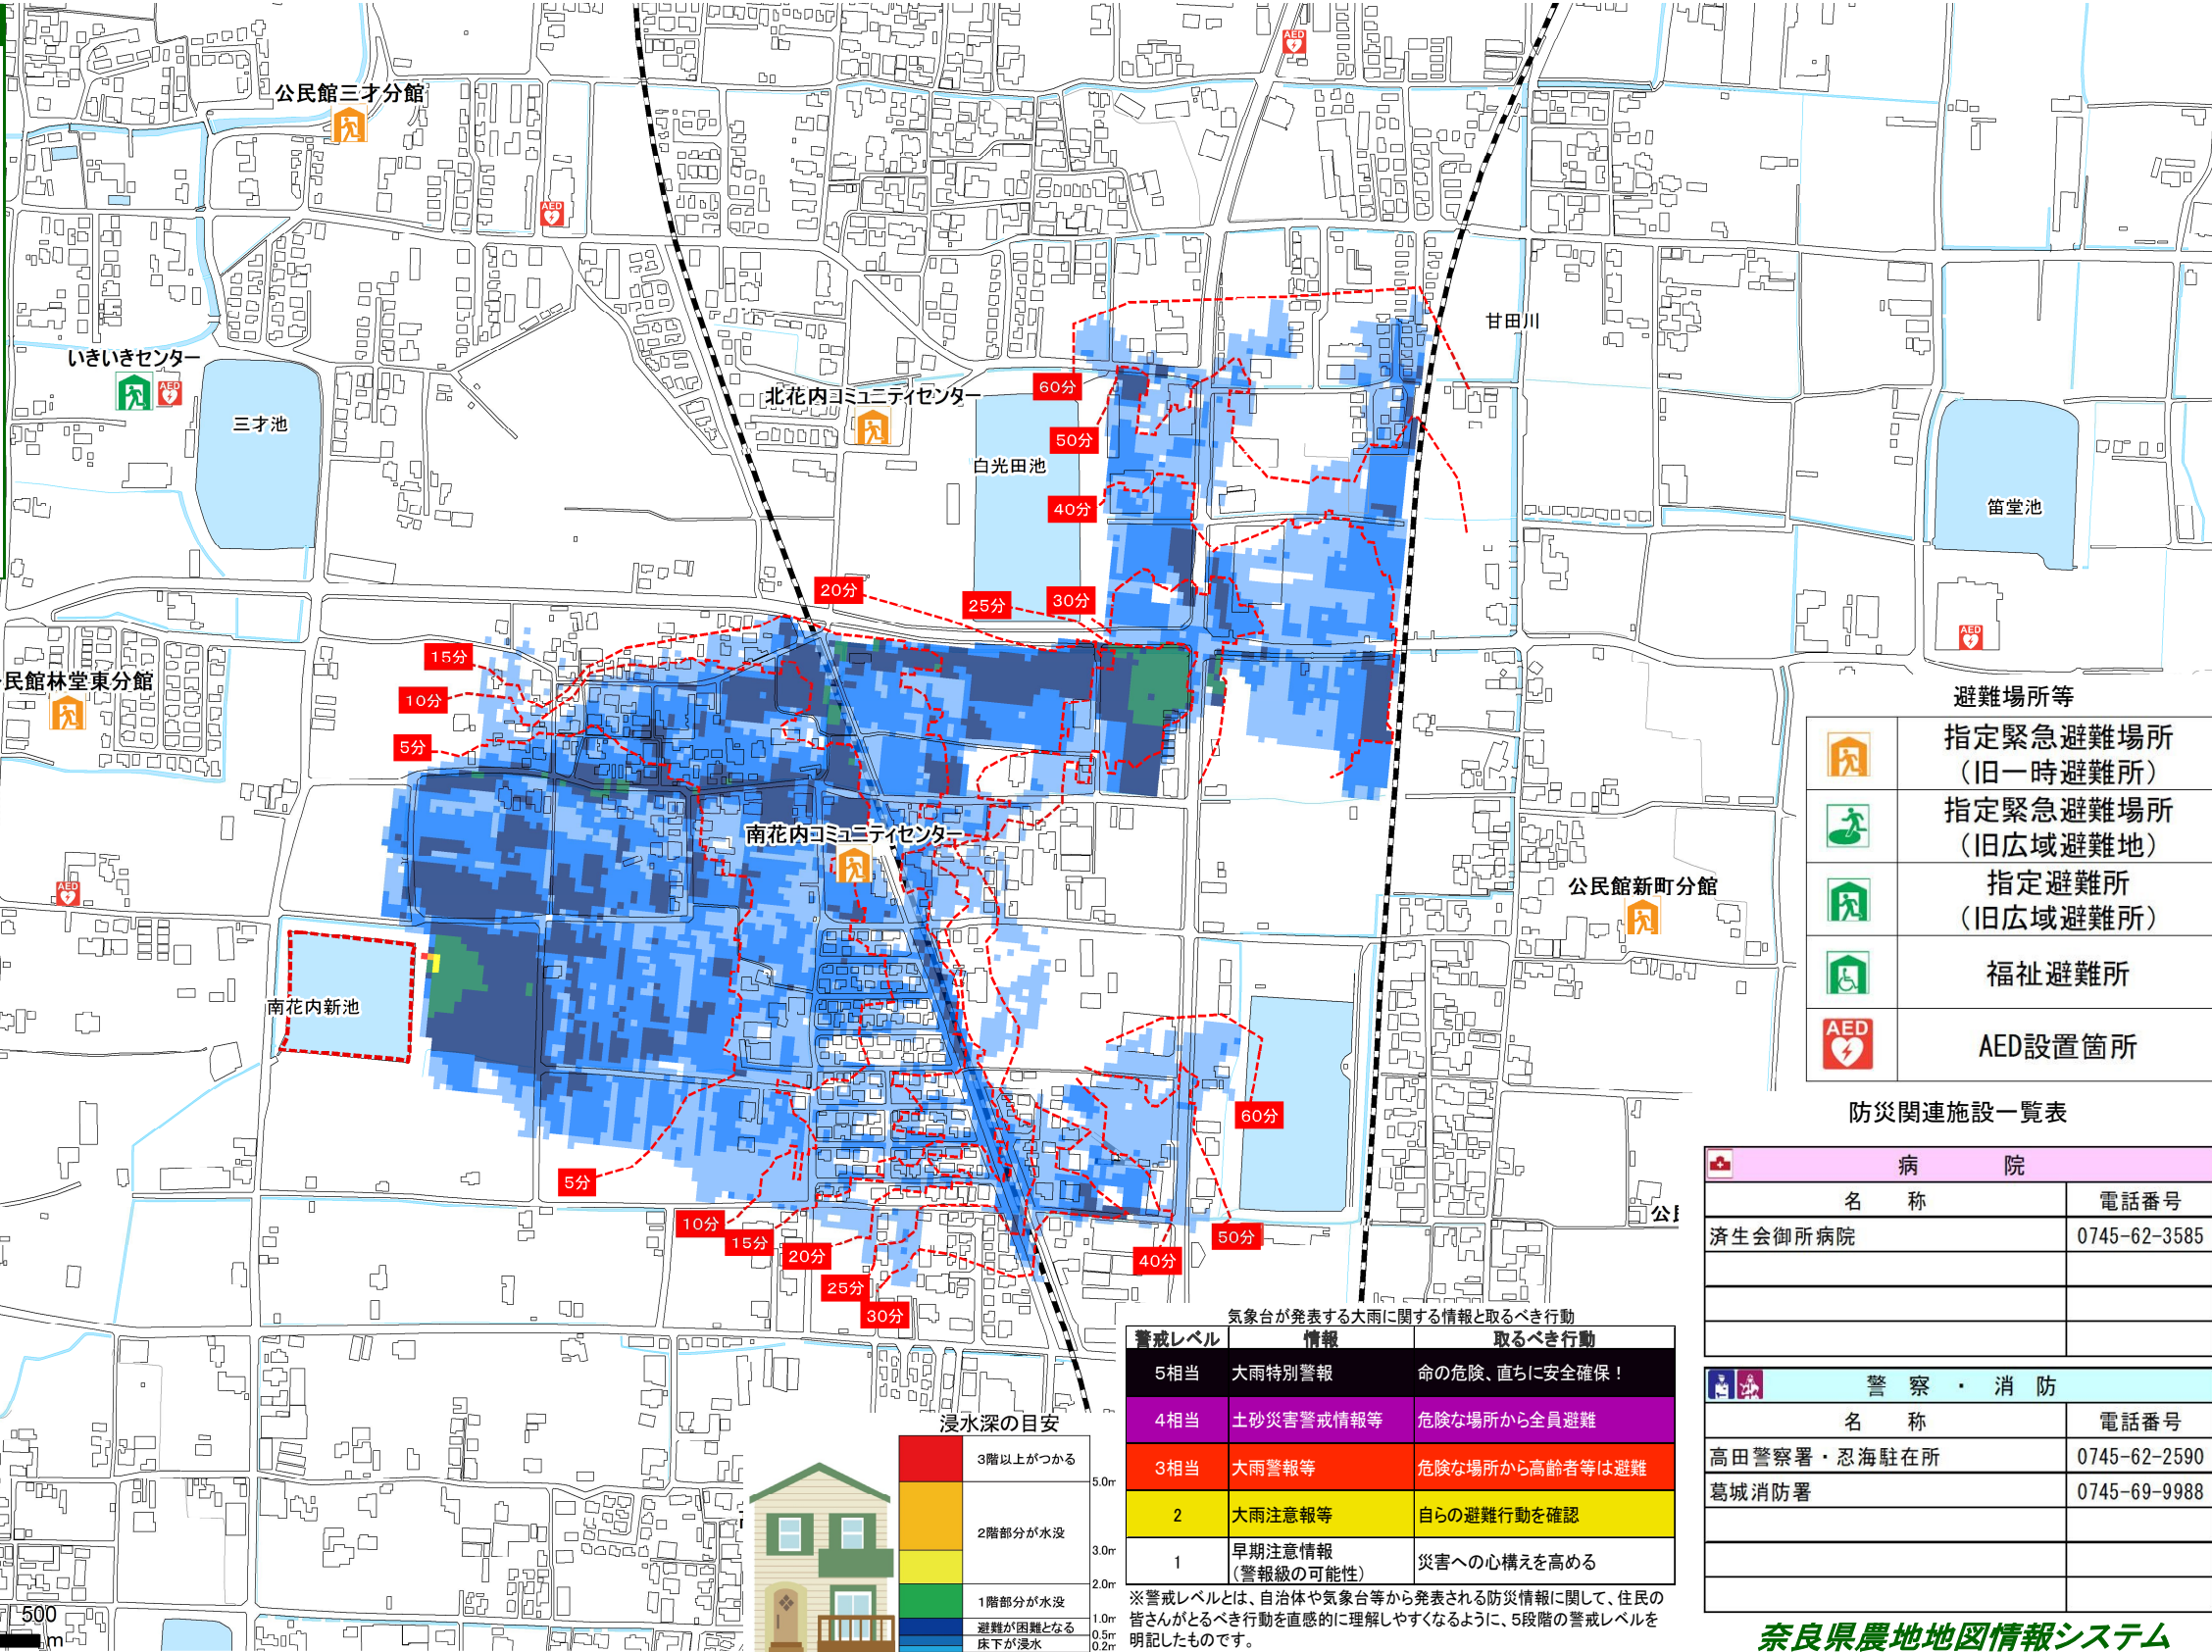 AED
公民館三才分館
AED
甘田川
いきいきセンター
AED
三才池
北花内コミュニティセンター
60分
50分
白光田池
40分
笛堂池
20分
25分
30分
15分
10分
5分
民館林堂東分館
AED
南花内コミュニティセンター
AED
公民館新町分館
南花内新池
60分
5分
10分
15分
20分
25分
30分
40分
50分
避難場所等
指定緊急避難場所
（旧一時避難所）
指定緊急避難場所
（旧広域避難地）
指定避難所
（旧広域避難所）
福祉避難所
AED
AED設置箇所
防災関連施設一覧表
病　院
名　称　電話番号
済生会御所病院　0745-62-3585
警察・消防
名　称　電話番号
高田警察署・忍海駐在所　0745-62-2590
葛城消防署　0745-69-9988
気象台が発表する大雨に関する情報と取るべき行動
警戒レベル　情報　取るべき行動
5相当　大雨特別警報　命の危険、直ちに安全確保！
4相当　土砂災害警戒情報等　危険な場所から全員避難
3相当　大雨警報等　危険な場所から高齢者等は避難
2　大雨注意報等　自らの避難行動を確認
1　早期注意情報
（警報級の可能性）　災害への心構えを高める
※警戒レベルとは、自治体や気象台等から発表される防災情報に関して、住民の
皆さんがとるべき行動を直感的に理解しやすくなるように、5段階の警戒レベルを
明記したものです。
浸水深の目安
3階以上がつかる
5.0m
2階部分が水没
3.0m
2.0m
1階部分が水没
1.0m
避難が困難となる
0.5m
床下が浸水
0.2m
500
m
奈良県農地地図情報システム